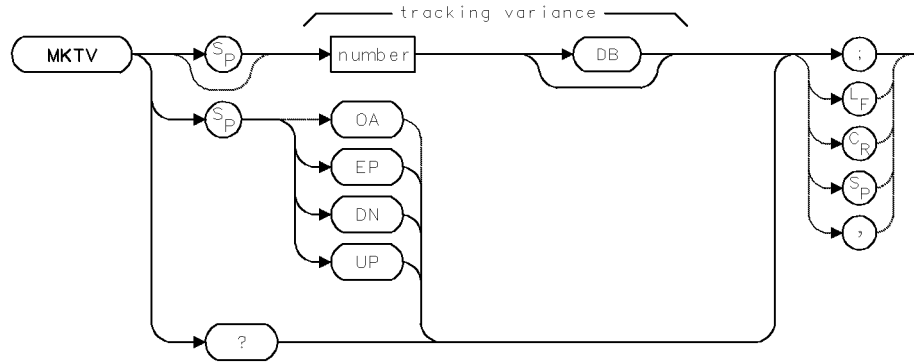 tracking variance
MKTV SP number DB ;
LF
SP OA
CR
EP
SP
DN
,
UP
?